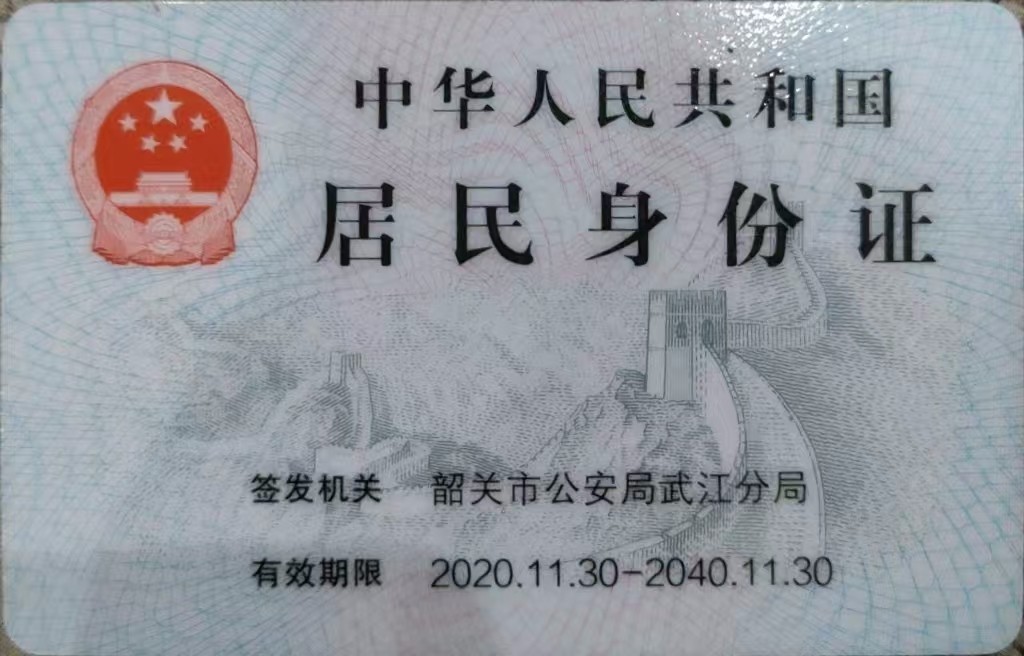 中华人民共和国
居民身份证
签发机关 韶关市公安局武江分局
有效期限 2020.11.30-2040.11.30